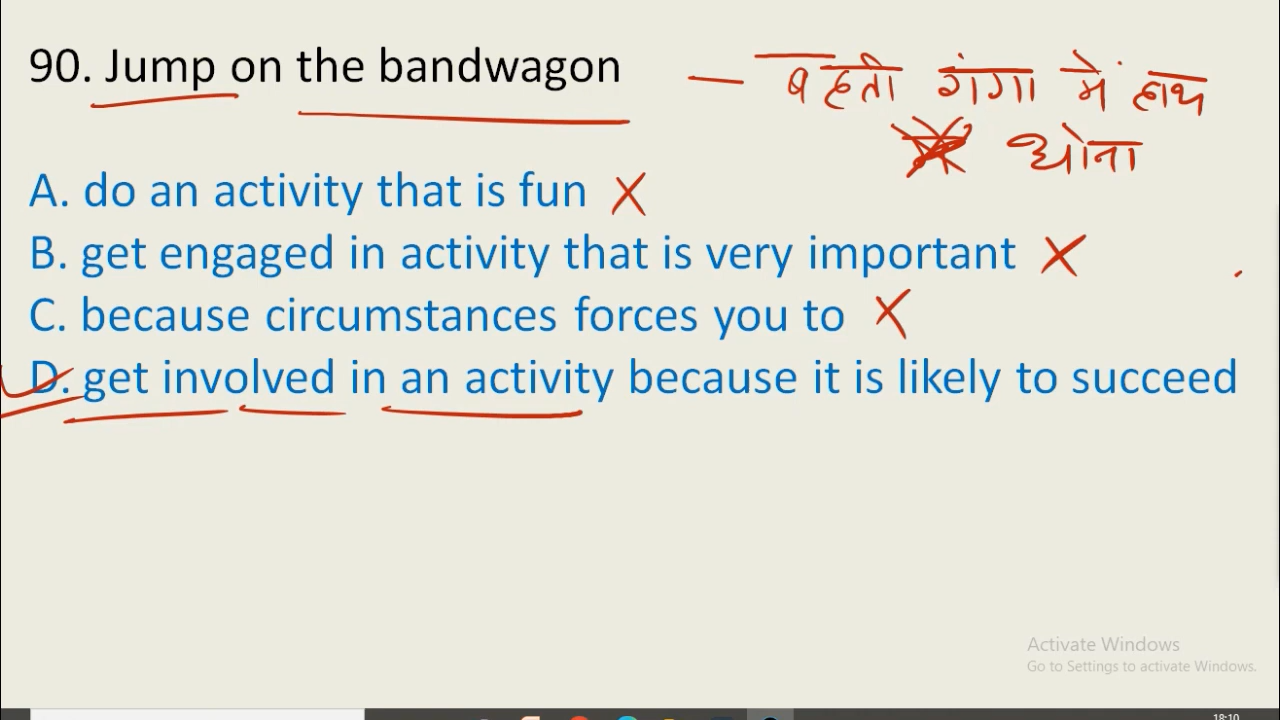 90. Jump on the bandwagon — बहती गंगा में हाथ
धोना
A. do an activity that is fun X
B. get engaged in activity that is very important X
C. because circumstances forces you to X
D. get involved in an activity because it is likely to succeed
Activate Windows
Go to Settings to activate Windows.
18:10